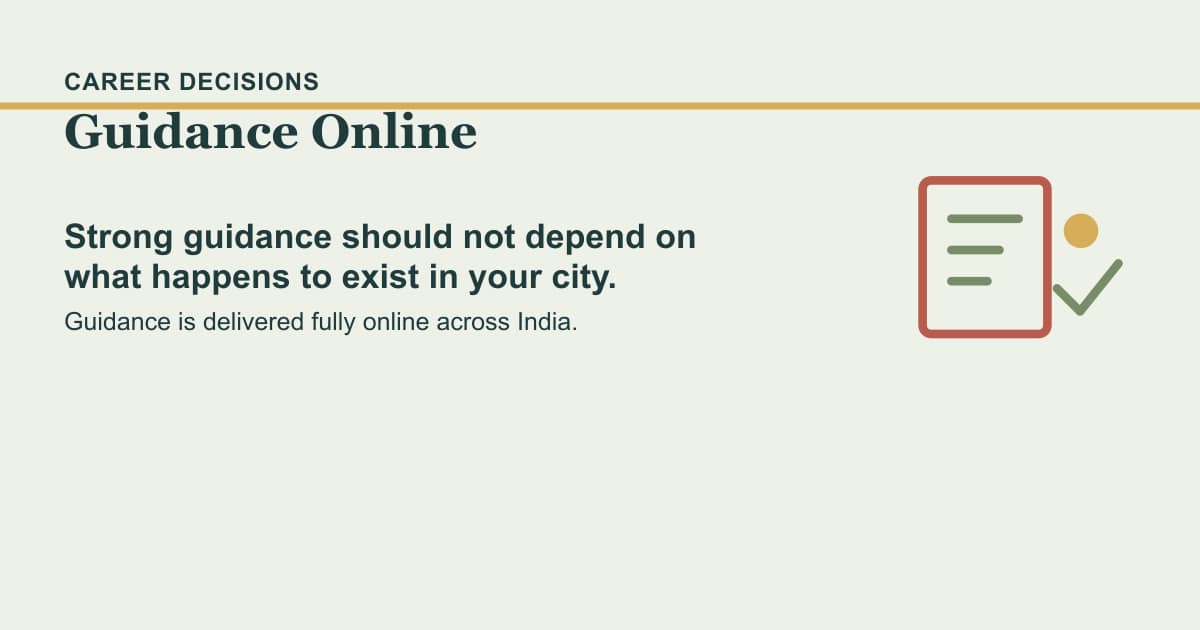 CAREER DECISIONS
Guidance Online
Strong guidance should not depend on
what happens to exist in your city.
Guidance is delivered fully online across India.